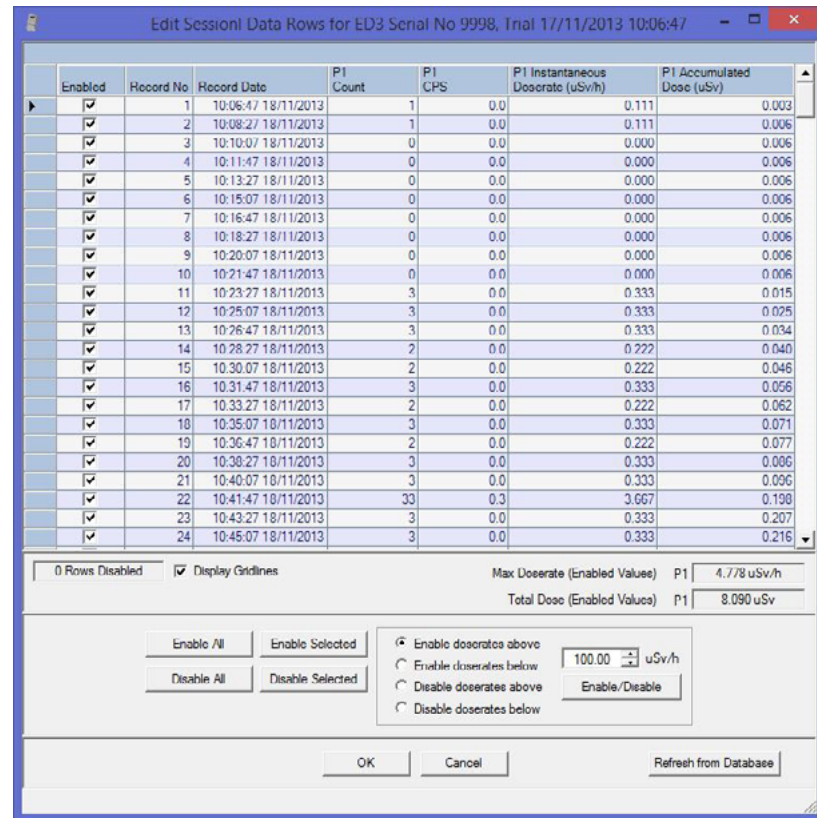 Edit Sessionl Data Rows for ED3 Serial No 9998, Trial 17/11/2013 10:06:47
Enabled Record No Record Date P1 Count P1 CPS P1 Instantaneous Doserate (uSv/h) P1 Accumulated Dose (uSv)
1 10:06:47 18/11/2013 1 0.0 0.111 0.003
2 10:08:27 18/11/2013 1 0.0 0.111 0.006
3 10:10:07 18/11/2013 0 0.0 0.000 0.006
4 10:11:47 18/11/2013 0 0.0 0.000 0.006
5 10:13:27 18/11/2013 0 0.0 0.000 0.006
6 10:15:07 18/11/2013 0 0.0 0.000 0.006
7 10:16:47 18/11/2013 0 0.0 0.000 0.006
8 10:18:27 18/11/2013 0 0.0 0.000 0.006
9 10:20:07 18/11/2013 0 0.0 0.000 0.006
10 10:21:47 18/11/2013 0 0.0 0.000 0.006
11 10:23:27 18/11/2013 3 0.0 0.333 0.015
12 10:25:07 18/11/2013 3 0.0 0.333 0.025
13 10:26:47 18/11/2013 3 0.0 0.333 0.034
14 10:28:27 18/11/2013 2 0.0 0.222 0.040
15 10:30:07 18/11/2013 2 0.0 0.222 0.046
16 10:31:47 18/11/2013 3 0.0 0.333 0.056
17 10:33:27 18/11/2013 2 0.0 0.222 0.062
18 10:35:07 18/11/2013 3 0.0 0.333 0.071
19 10:36:47 18/11/2013 2 0.0 0.222 0.077
20 10:38:27 18/11/2013 3 0.0 0.333 0.086
21 10:40:07 18/11/2013 3 0.0 0.333 0.096
22 10:41:47 18/11/2013 33 0.3 3.667 0.198
23 10:43:27 18/11/2013 3 0.0 0.333 0.207
24 10:45:07 18/11/2013 3 0.0 0.333 0.216
0 Rows Disabled Display Gridlines Max Doserate (Enabled Values) P1 4.778 uSv/h
Total Dose (Enabled Values) P1 8.090 uSv
Enable All Enable Selected
Disable All Disable Selected
Enable doserates above
Enable doserates below
Disable doserates above
Disable doserates below
100.00 uSv/h
Enable/Disable
OK Cancel Refresh from Database